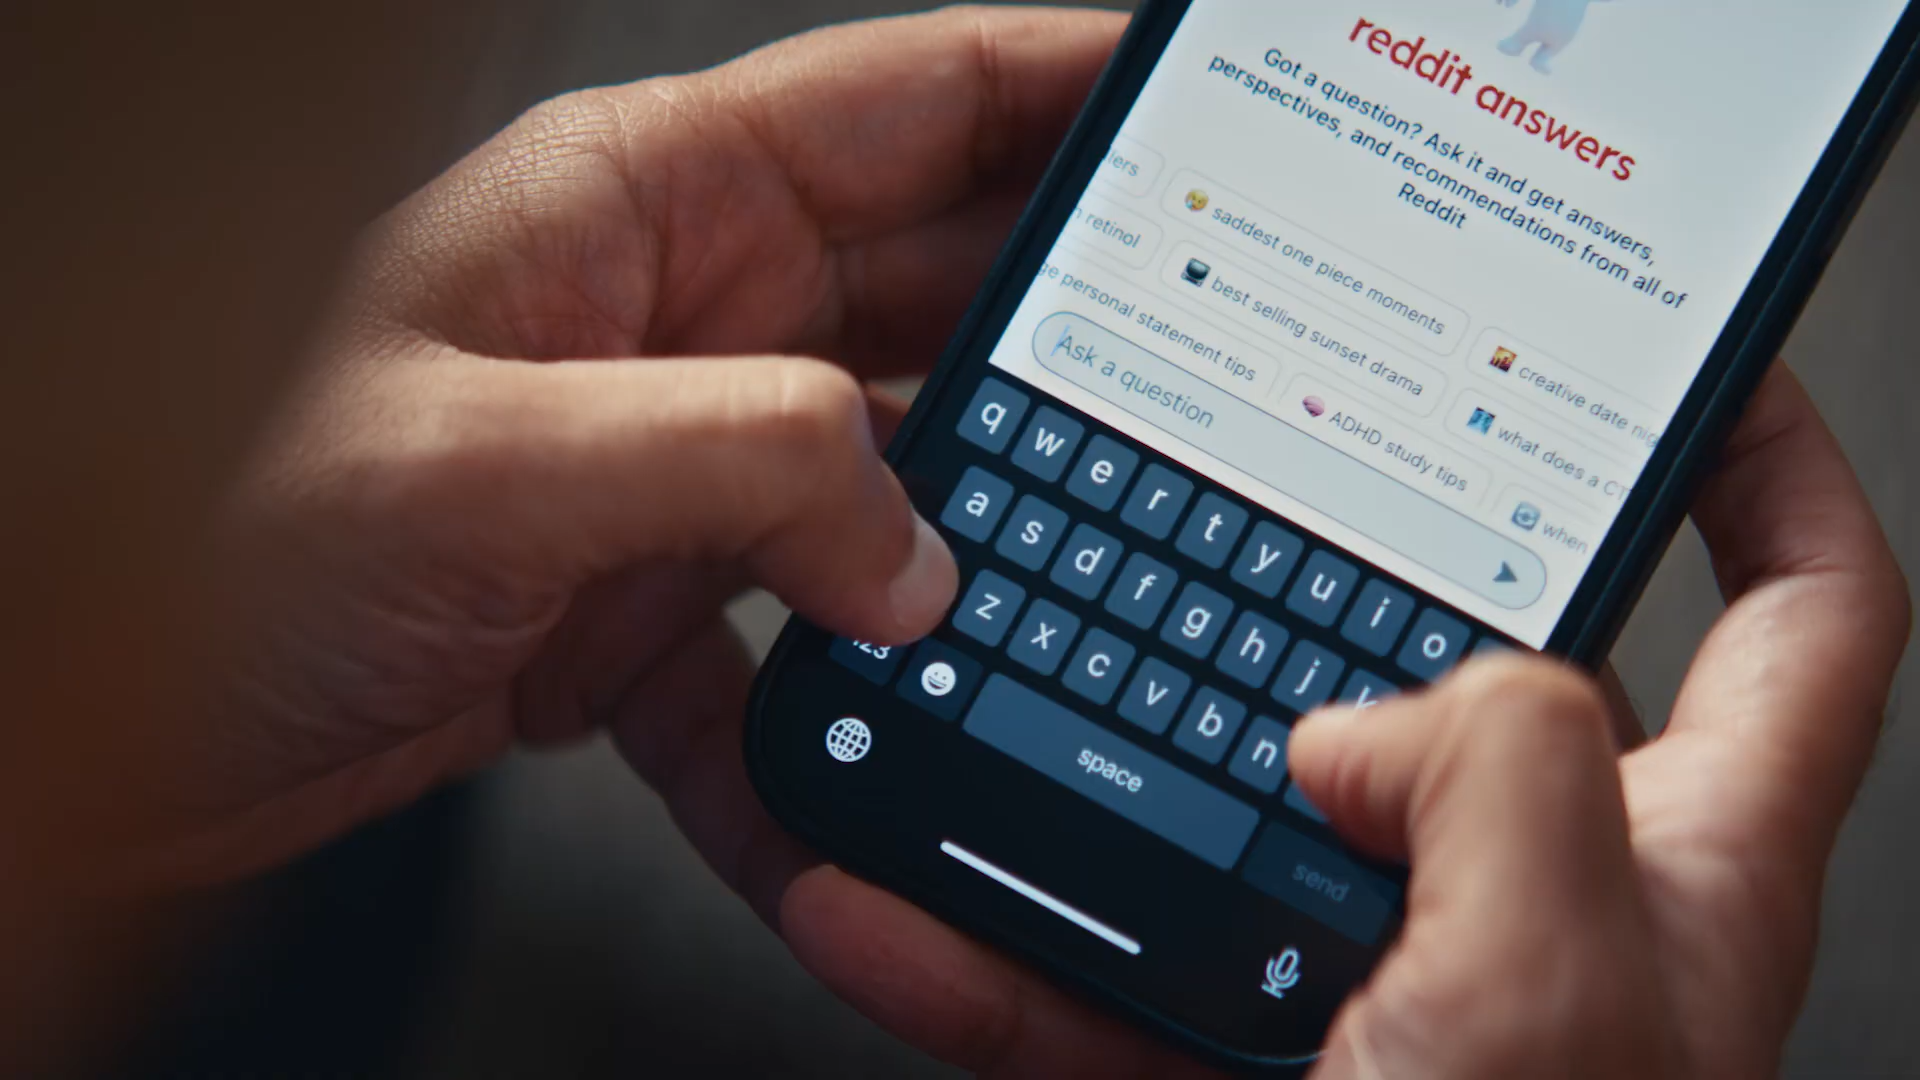 reddit answers
Got a question? Ask it and get answers,
perspectives, and recommendations from all of
Reddit
saddest one piece moments
creative date
retinol
best selling sunset drama
what does a
personal statement tips
ADHD study tips
when
Ask a question
q w e r t y u i o
a s d f g h j k
z x c v b n
123
space
send